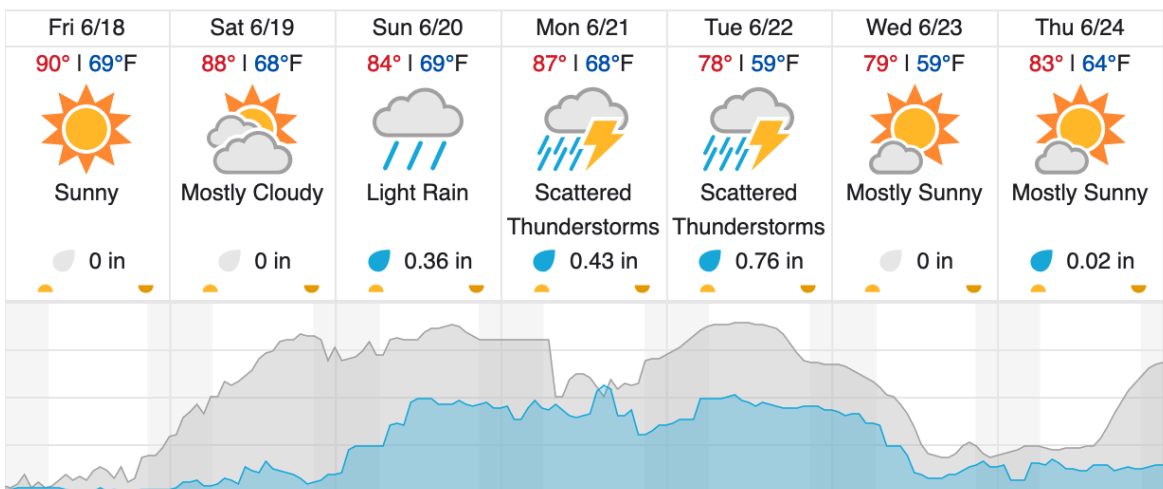 Fri 6/18
Sat 6/19
Sun 6/20
Mon 6/21
Tue 6/22
Wed 6/23
Thu 6/24
90° | 69°F
88° | 68°F
84° | 69°F
87° | 68°F
78° | 59°F
79° | 59°F
83° | 64°F
Sunny
Mostly Cloudy
Light Rain
Scattered
Thunderstorms
Scattered
Thunderstorms
Mostly Sunny
Mostly Sunny
0 in
0 in
0.36 in
0.43 in
0.76 in
0 in
0.02 in